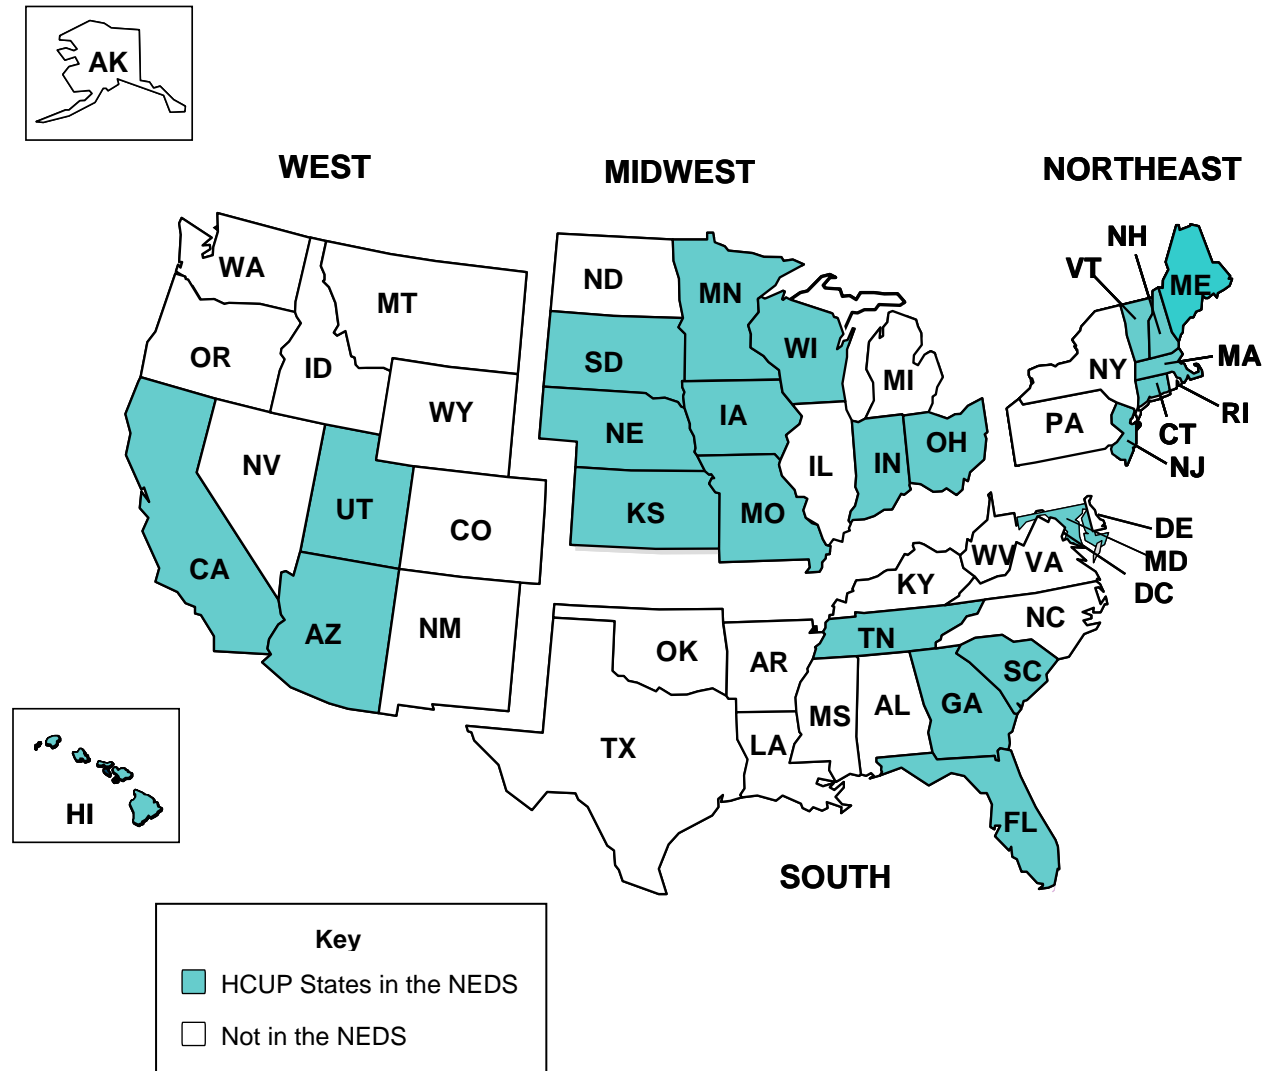 AK
WEST
MIDWEST
NORTHEAST
NH
VT
ME
WA
MT
ND
MN
OR
ID
SD
WI
MI
NY
MA
WY
RI
IA
PA
NE
CT
OH
NV
IL
IN
NJ
UT
KS
MO
CO
DE
CA
WV
VA
MD
KY
DC
AZ
NM
TN
NC
OK
AR
SC
MS
AL
GA
TX
LA
HI
FL
SOUTH
Key
HCUP States in the NEDS
Not in the NEDS